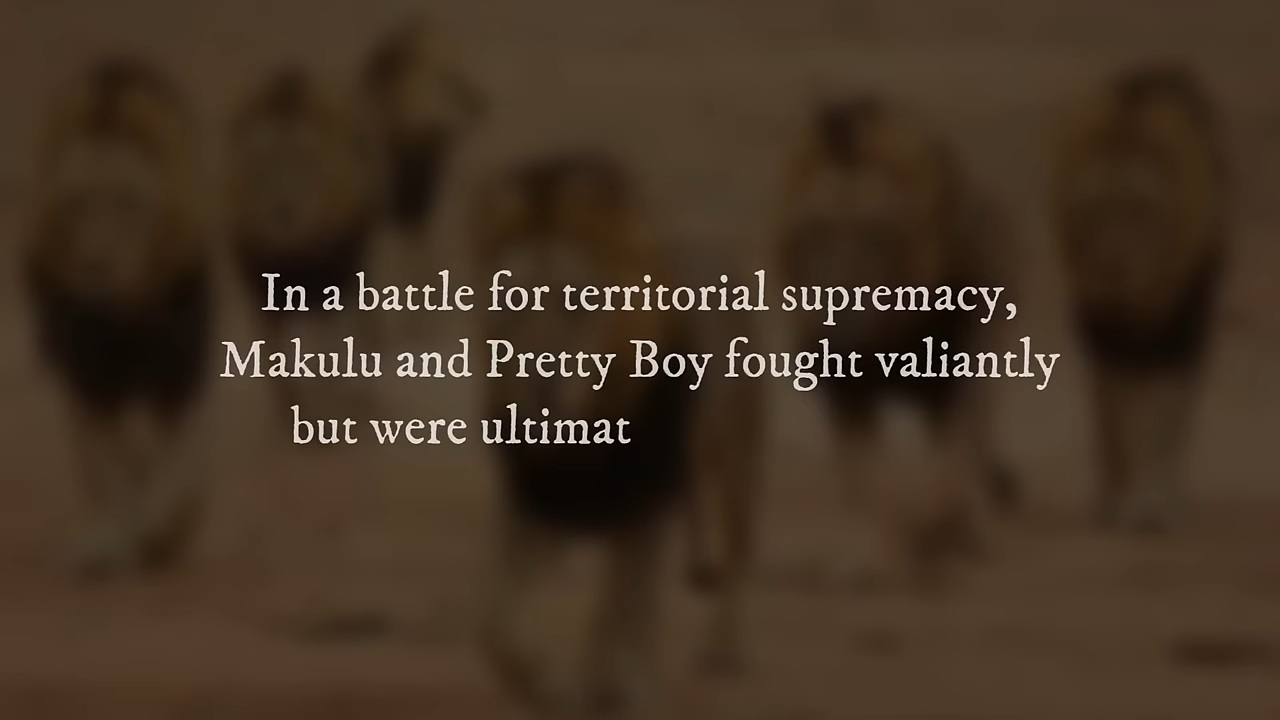 In a battle for territorial supremacy,
Makulu and Pretty Boy fought valiantly
but were ultimat